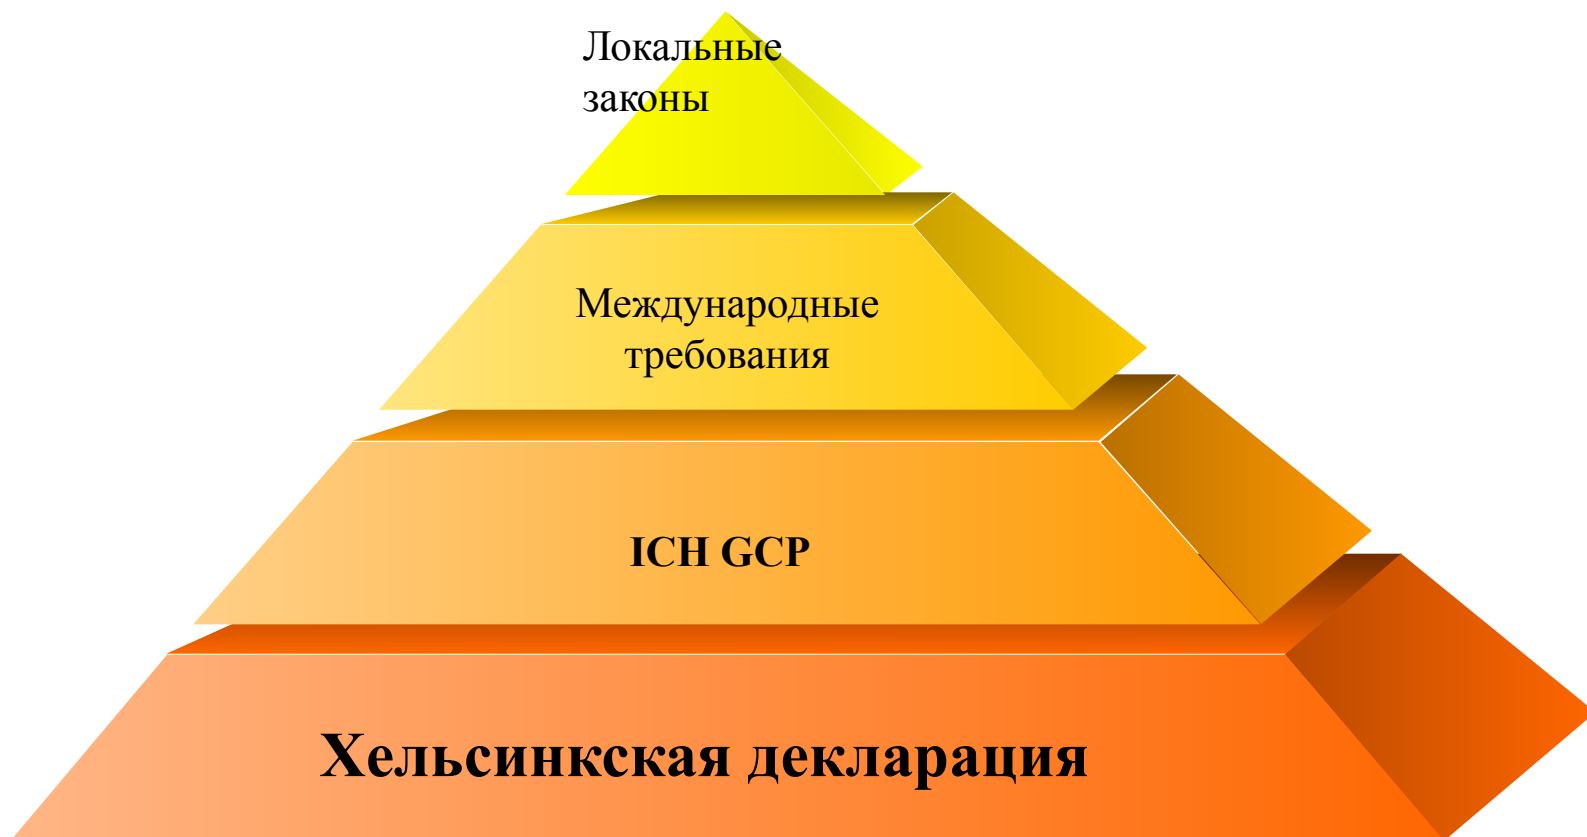 Локальные
законы
Международные
требования
ICH GCP
Хельсинкская декларация